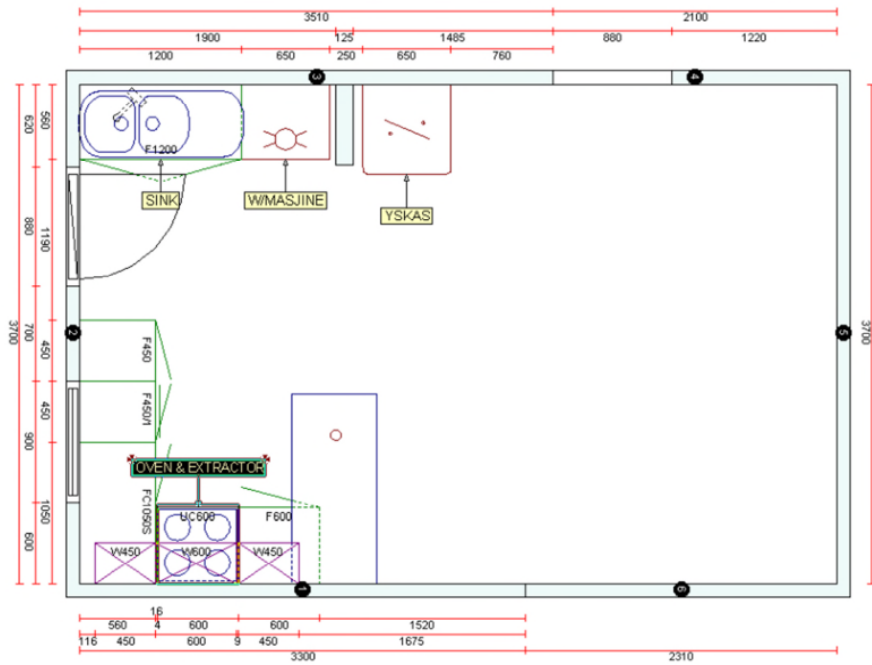 3510 2100
1900 125 1485 880 1220
1200 650 250 650 760
3 4
560
620
F1200
SINK W/MASJINE YSKAS
880
1190
3700
2
700
450
F450
5
3700
450
900
F450/1
OVEN & EXTRACTOR
1050
600
FC1050S
UC600 F600
W450 W600 W450
1 6
16
560 4 600 600 1520
116 450 600 9 450 1675
3300 2310